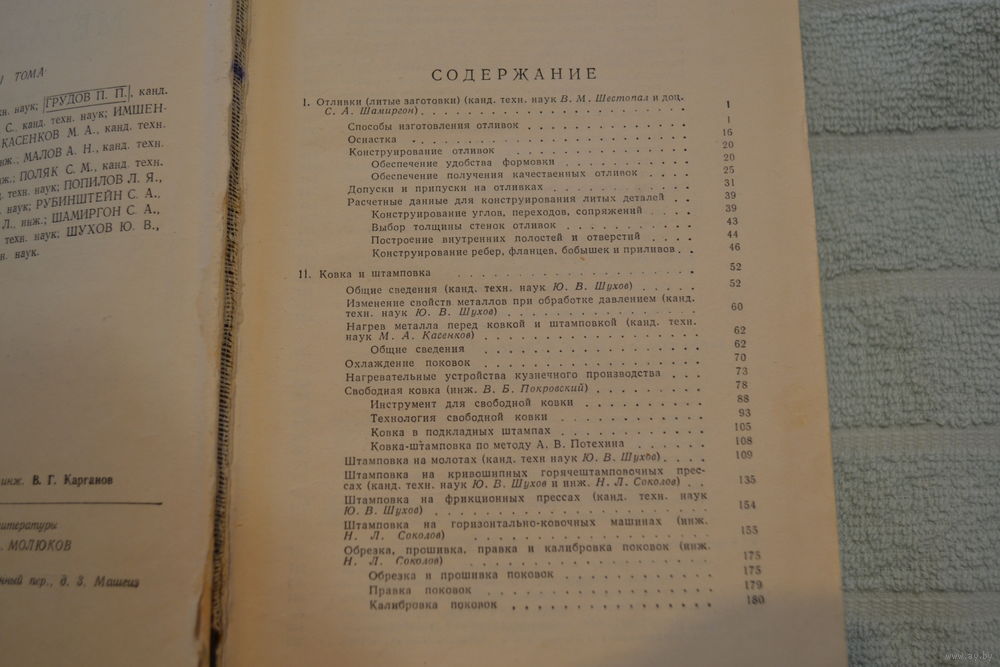 ТОМА
наук; ГРУДОВ П. П., канд.
С., канд. техн. наук; ИМШЕН-
КАСЕНКОВ М. А., канд. техн.
МАЛОВ А. Н., канд. техн.
ПОЛЯК С. М., канд. техн.
техн. наук; ПОПИЛОВ Л. Я.,
наук; РУБИНШТЕЙН С. А.,
Л., инж.; ШАМИРГОН С. А.,
техн. наук; ШУХОВ Ю. В.,
наук.
инж. В. Г. Карганов
литературы
МОЛЮКОВ
пер., д. 3. Машгиз
СОДЕРЖАНИЕ
I. Отливки (литые заготовки) (канд. техн. наук В. М. Шестопал и доц.
С. А. Шамиргон) . . . 1
Способы изготовления отливок . . . 1
Оснастка . . . 16
Конструирование отливок . . . 20
Обеспечение удобства формовки . . . 20
Обеспечение получения качественных отливок . . . 25
Допуски и припуски на отливках . . . 31
Расчетные данные для конструирования литых деталей . . . 39
Конструирование углов, переходов, сопряжений . . . 39
Выбор толщины стенок отливок . . . 43
Построение внутренних полостей и отверстий . . . 44
Конструирование ребер, фланцев, бобышек и приливов . . . 46
II. Ковка и штамповка . . . 52
Общие сведения (канд. техн. наук Ю. В. Шухов) . . . 52
Изменение свойств металлов при обработке давлением (канд.
техн. наук Ю. В. Шухов) . . . 60
Нагрев металла перед ковкой и штамповкой (канд. техн.
наук М. А. Касенков) . . . 62
Общие сведения . . . 62
Охлаждение поковок . . . 70
Нагревательные устройства кузнечного производства . . . 73
Свободная ковка (инж. В. Б. Покровский) . . . 78
Инструмент для свободной ковки . . . 88
Технология свободной ковки . . . 93
Ковка в подкладных штампах . . . 105
Ковка-штамповка по методу А. В. Потехина . . . 108
Штамповка на молотах (канд. техн наук Ю. В. Шухов) . . . 109
Штамповка на кривошипных горячештамповочных прес-
сах (канд. техн. наук Ю. В. Шухов и инж. Н. Л. Соколов) . . 135
Штамповка на фрикционных прессах (канд. техн. наук
Ю. В. Шухов) . . . 154
Штамповка на горизонтально-ковочных машинах (инж.
Н. Л. Соколов) . . . 155
Обрезка, прошивка, правка и калибровка поковок (инж.
Н. Л. Соколов) . . . 175
Обрезка и прошивка поковок . . . 175
Правка поковок . . . 179
Калибровка поковок . . . 180
www.ay.by